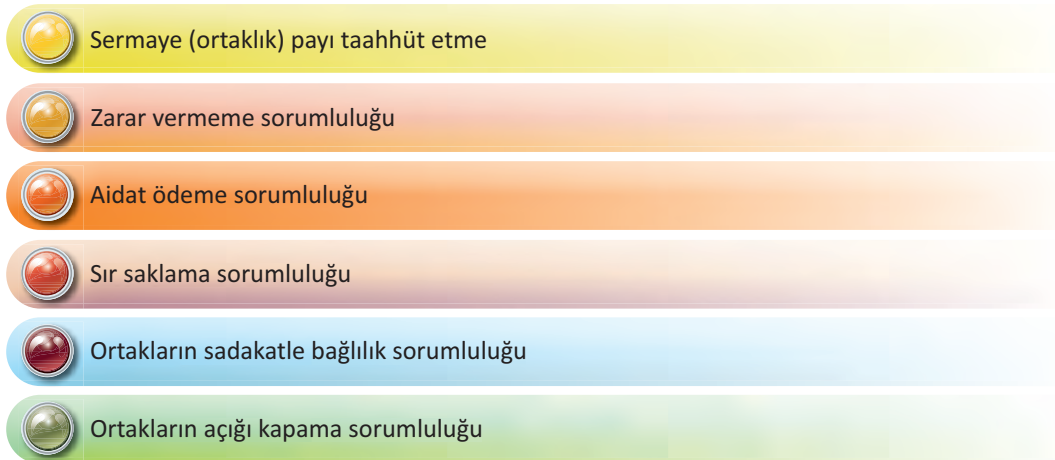 Sermaye (ortaklık) payı taahhüt etme
Zarar vermeme sorumluluğu
Aidat ödeme sorumluluğu
Sır saklama sorumluluğu
Ortakların sadakatle bağlılık sorumluluğu
Ortakların açığı kapama sorumluluğu